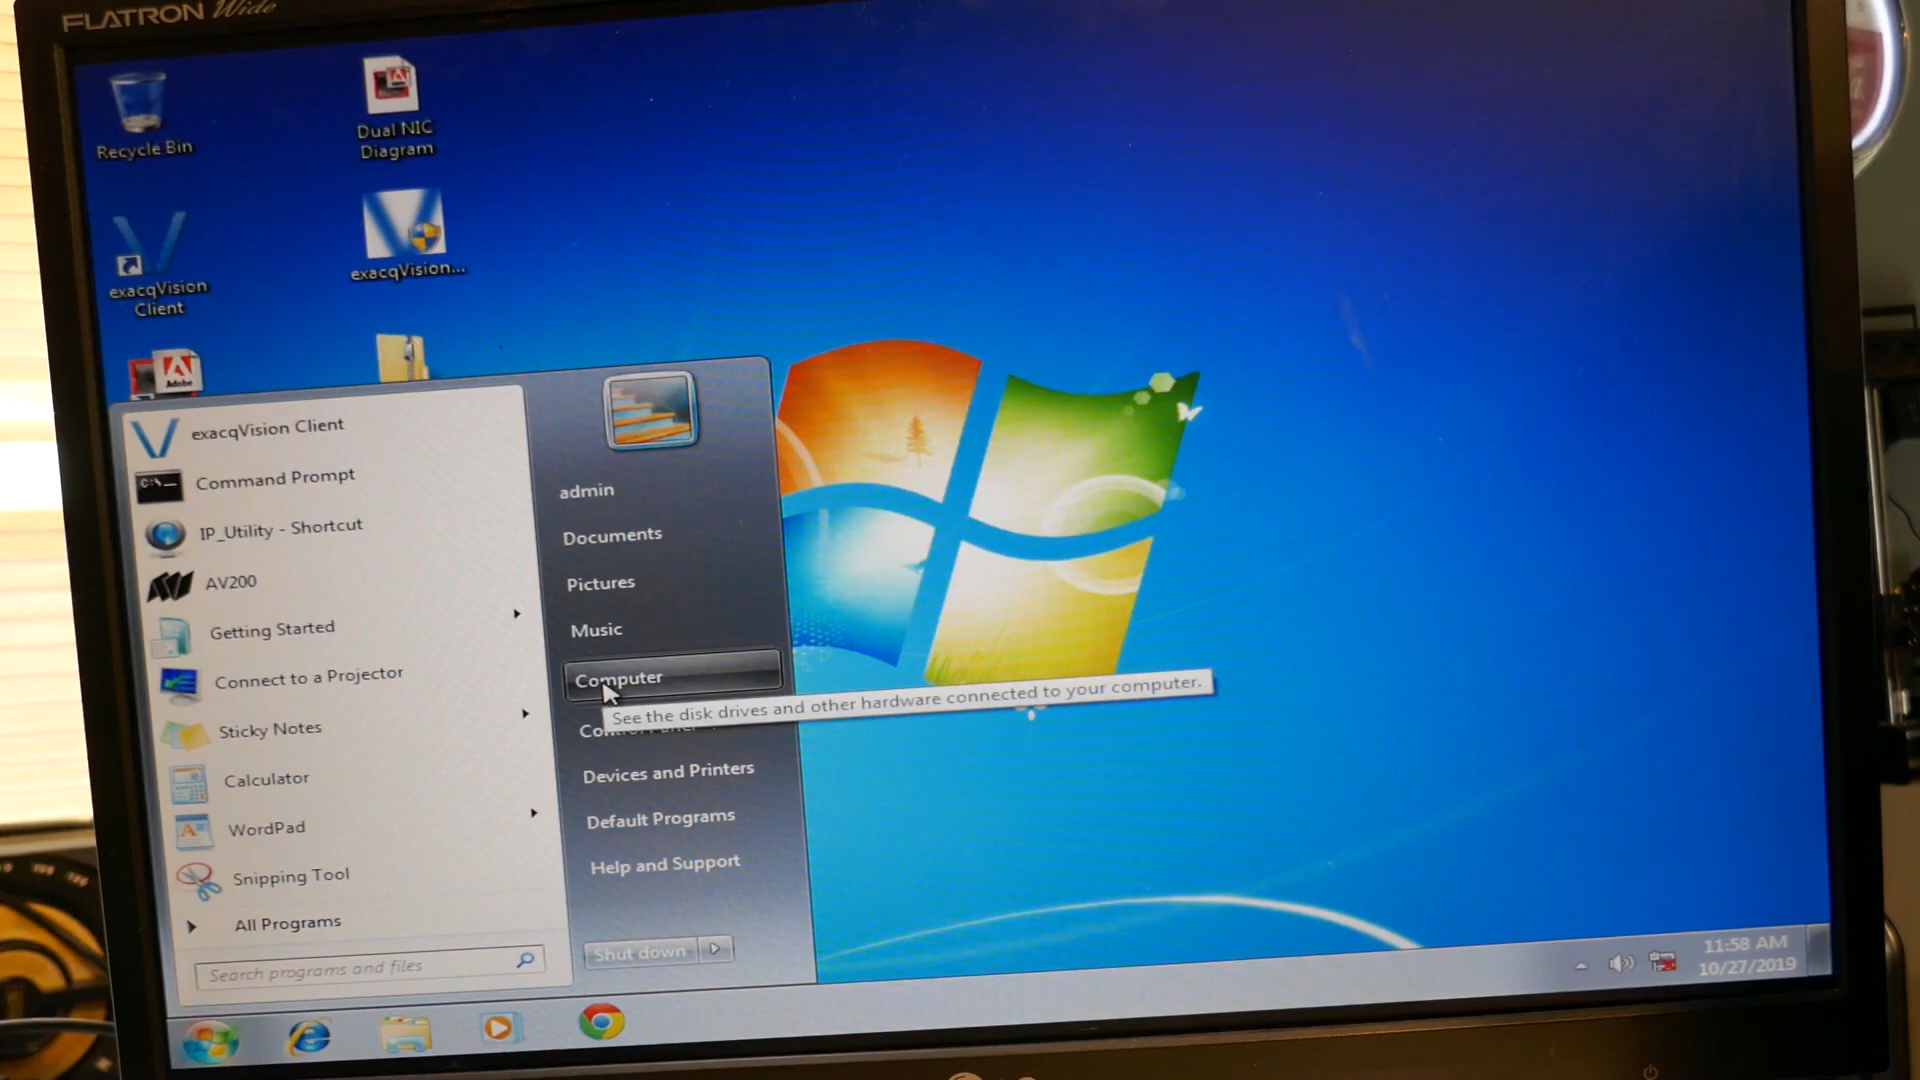 FLATRON Wide
Recycle Bin
Dual NIC
Diagram
exacqVision
Client
exacqVision...
Adobe
exacqVision Client
Command Prompt
IP_Utility - Shortcut
AV200
Getting Started
Connect to a Projector
Sticky Notes
Calculator
WordPad
Snipping Tool
All Programs
Search programs and files
admin
Documents
Pictures
Music
Computer
See the disk drives and other hardware connected to your computer.
Devices and Printers
Default Programs
Help and Support
Shut down
11:58 AM
10/27/2019